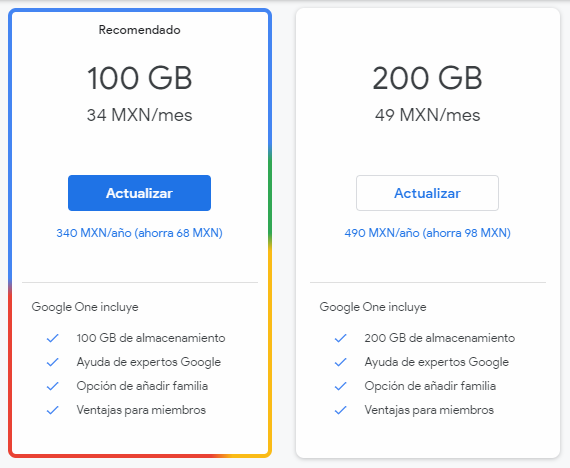 Recomendado
100 GB
34 MXN/mes
Actualizar
340 MXN/año (ahorra 68 MXN)
Google One incluye
100 GB de almacenamiento
Ayuda de expertos Google
Opción de añadir familia
Ventajas para miembros
200 GB
49 MXN/mes
Actualizar
490 MXN/año (ahorra 98 MXN)
Google One incluye
200 GB de almacenamiento
Ayuda de expertos Google
Opción de añadir familia
Ventajas para miembros